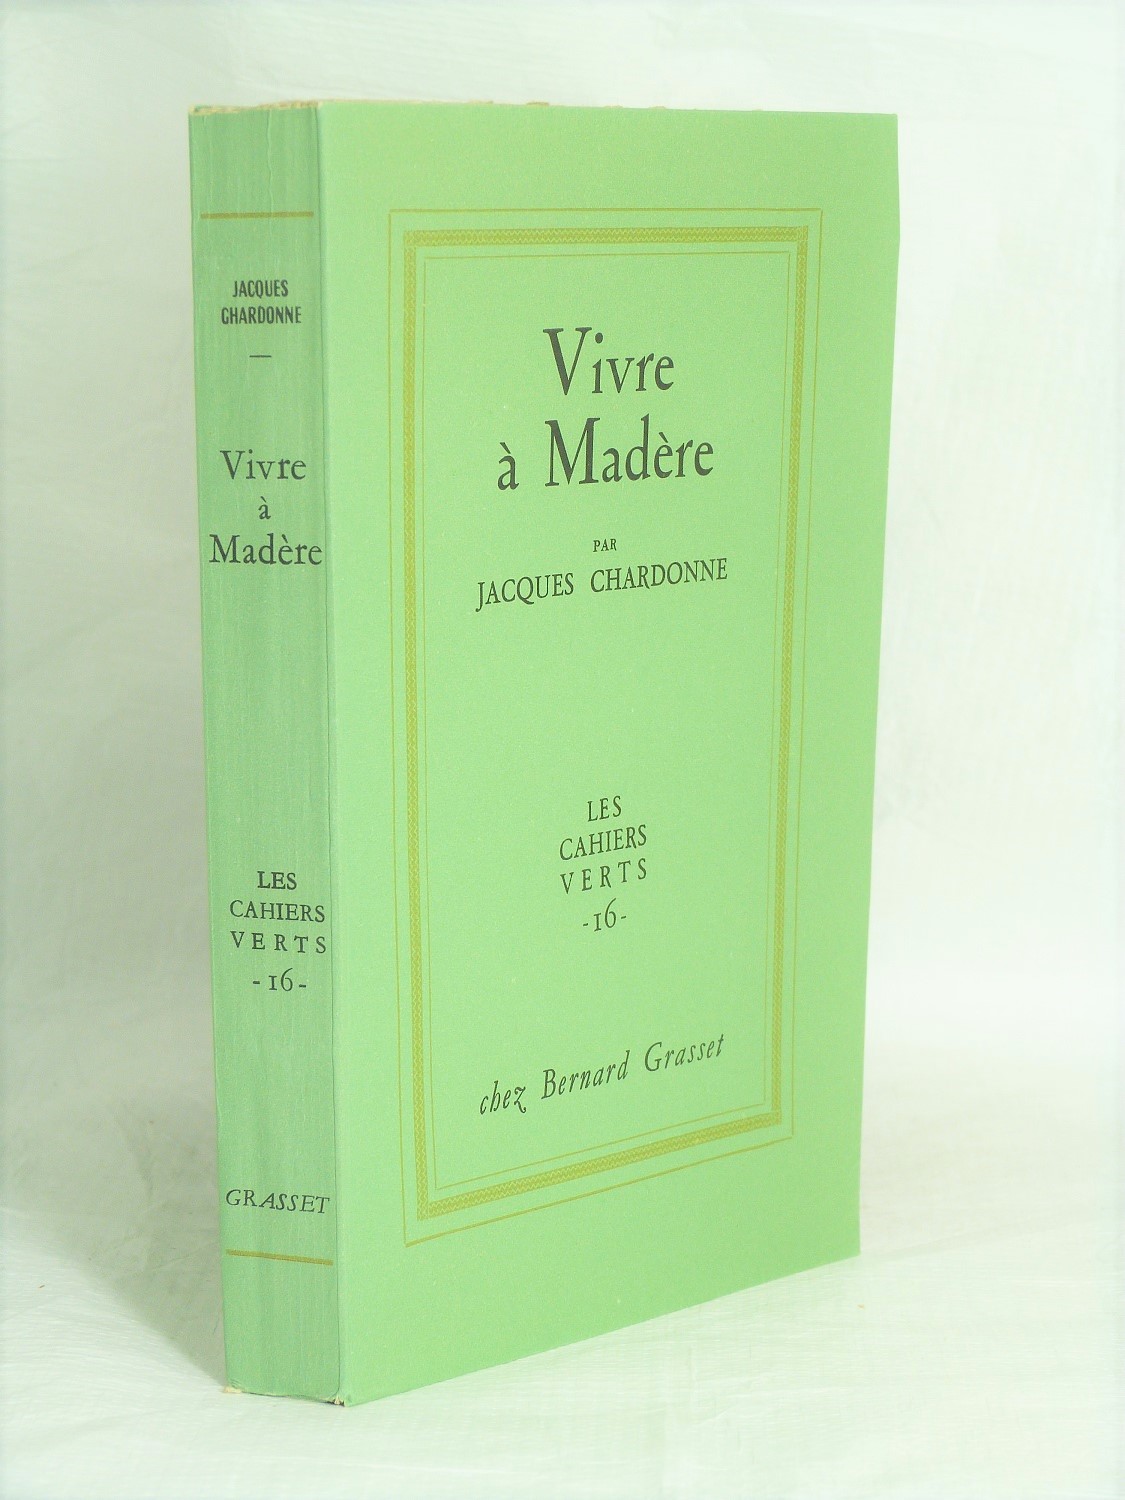 JACQUES
CHARDONNE
—
Vivre
à
Madère
LES
CAHIERS
VERTS
-16-
GRASSET
Vivre
à Madère
PAR
JACQUES CHARDONNE
LES
CAHIERS
VERTS
-16-
chez Bernard Grasset